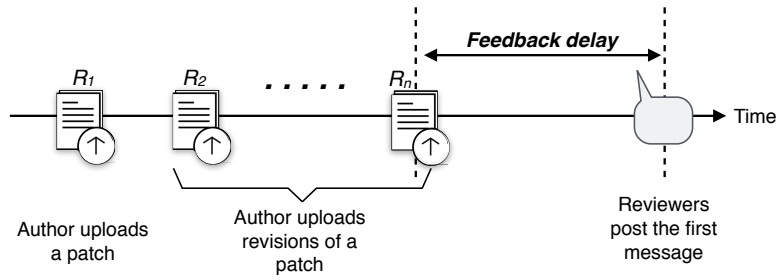 Feedback delay
R1
R2
. . . . .
Rn
Time
Author uploads
a patch
Author uploads
revisions of a
patch
Reviewers
post the first
message